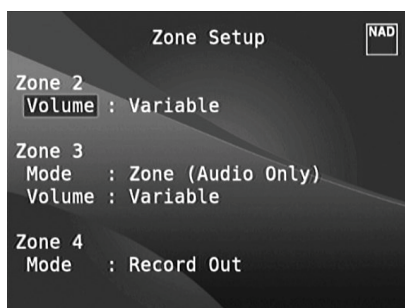 Zone Setup
NAD
Zone 2
Volume : Variable
Zone 3
Mode : Zone (Audio Only)
Volume : Variable
Zone 4
Mode : Record Out